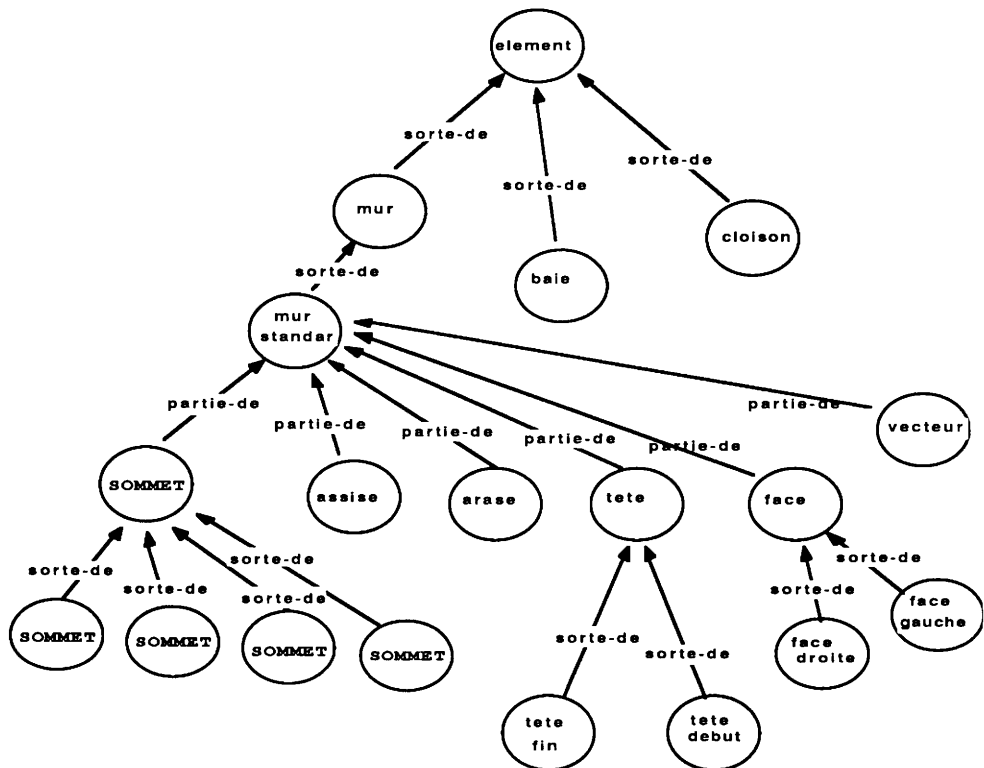 element
sorte-de
sorte-de
sorte-de
mur
cloison
baie
sorte-de
mur
standar
partie-de
partie-de
partie-de
partie-de
partie-de
partie-de
vecteur
SOMMET
assise
arase
tete
face
sorte-de
sorte-de
sorte-de
sorte-de
sorte-de
sorte-de
SOMMET
SOMMET
SOMMET
SOMMET
face
gauche
face
droite
sorte-de
sorte-de
tete
fin
tete
debut